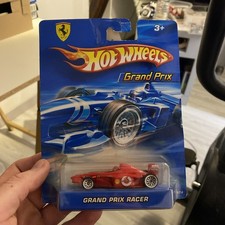 3+
HOT WHEELS
Grand Prix
GRAND PRIX RACER